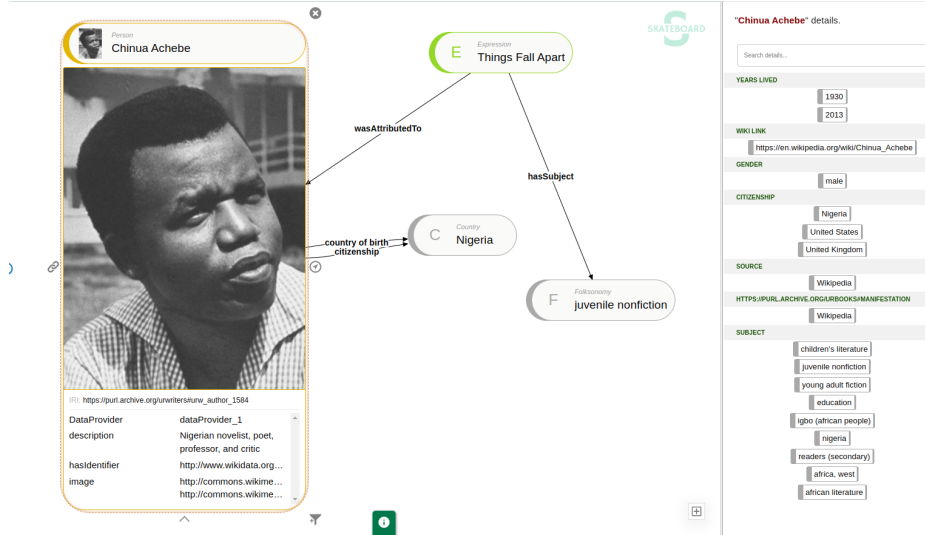 Person
Chinua Achebe
IRI: https://purl.archive.org/urwriters#urw_author_1584
DataProvider dataProvider_1
description Nigerian novelist, poet,
professor, and critic
hasIdentifier http://www.wikidata.org...
image http://commons.wikime...
http://commons.wikime...
E
Expression
Things Fall Apart
wasAttributedTo
hasSubject
country of birth
citizenship
C
Country
Nigeria
F
Folksonomy
juvenile nonfiction
S
SKATEBOARD
"Chinua Achebe" details.
Search details...
YEARS LIVED
1930
2013
WIKI LINK
https://en.wikipedia.org/wiki/Chinua_Achebe
GENDER
male
CITIZENSHIP
Nigeria
United States
United Kingdom
SOURCE
Wikipedia
HTTPS://PURL.ARCHIVE.ORG/URBOOKS#MANIFESTATION
Wikipedia
SUBJECT
children's literature
juvenile nonfiction
young adult fiction
education
igbo (african people)
nigeria
readers (secondary)
africa, west
african literature